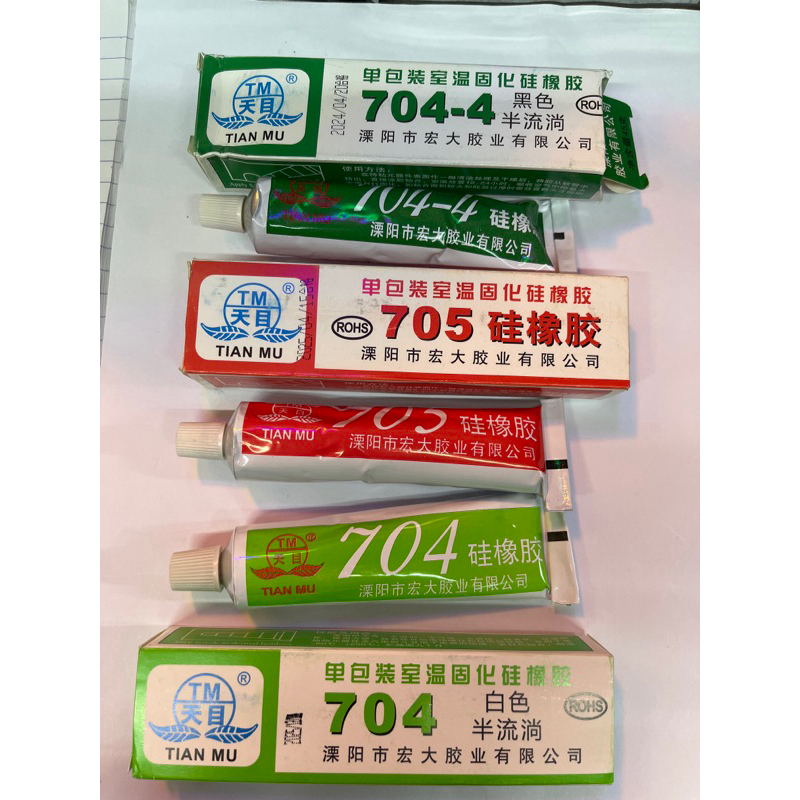 TM
天目
®
TIAN MU
单包装室温固化硅橡胶
704-4 黑色 半流淌
ROHS
溧阳市宏大胶业有限公司
使用方法：
704-4 硅橡
溧阳市宏大胶业有限公司
TM
天目
®
TIAN MU
单包装室温固化硅橡胶
ROHS 705 硅橡胶
溧阳市宏大胶业有限公司
天目
TIAN MU
705 硅橡胶
溧阳市宏大胶业有限公司
TM
天目
®
TIAN MU
704 硅橡胶
溧阳市宏大胶业有限公司
TM
天目
®
TIAN MU
单包装室温固化硅橡胶
704 白色 半流淌
ROHS
溧阳市宏大胶业有限公司